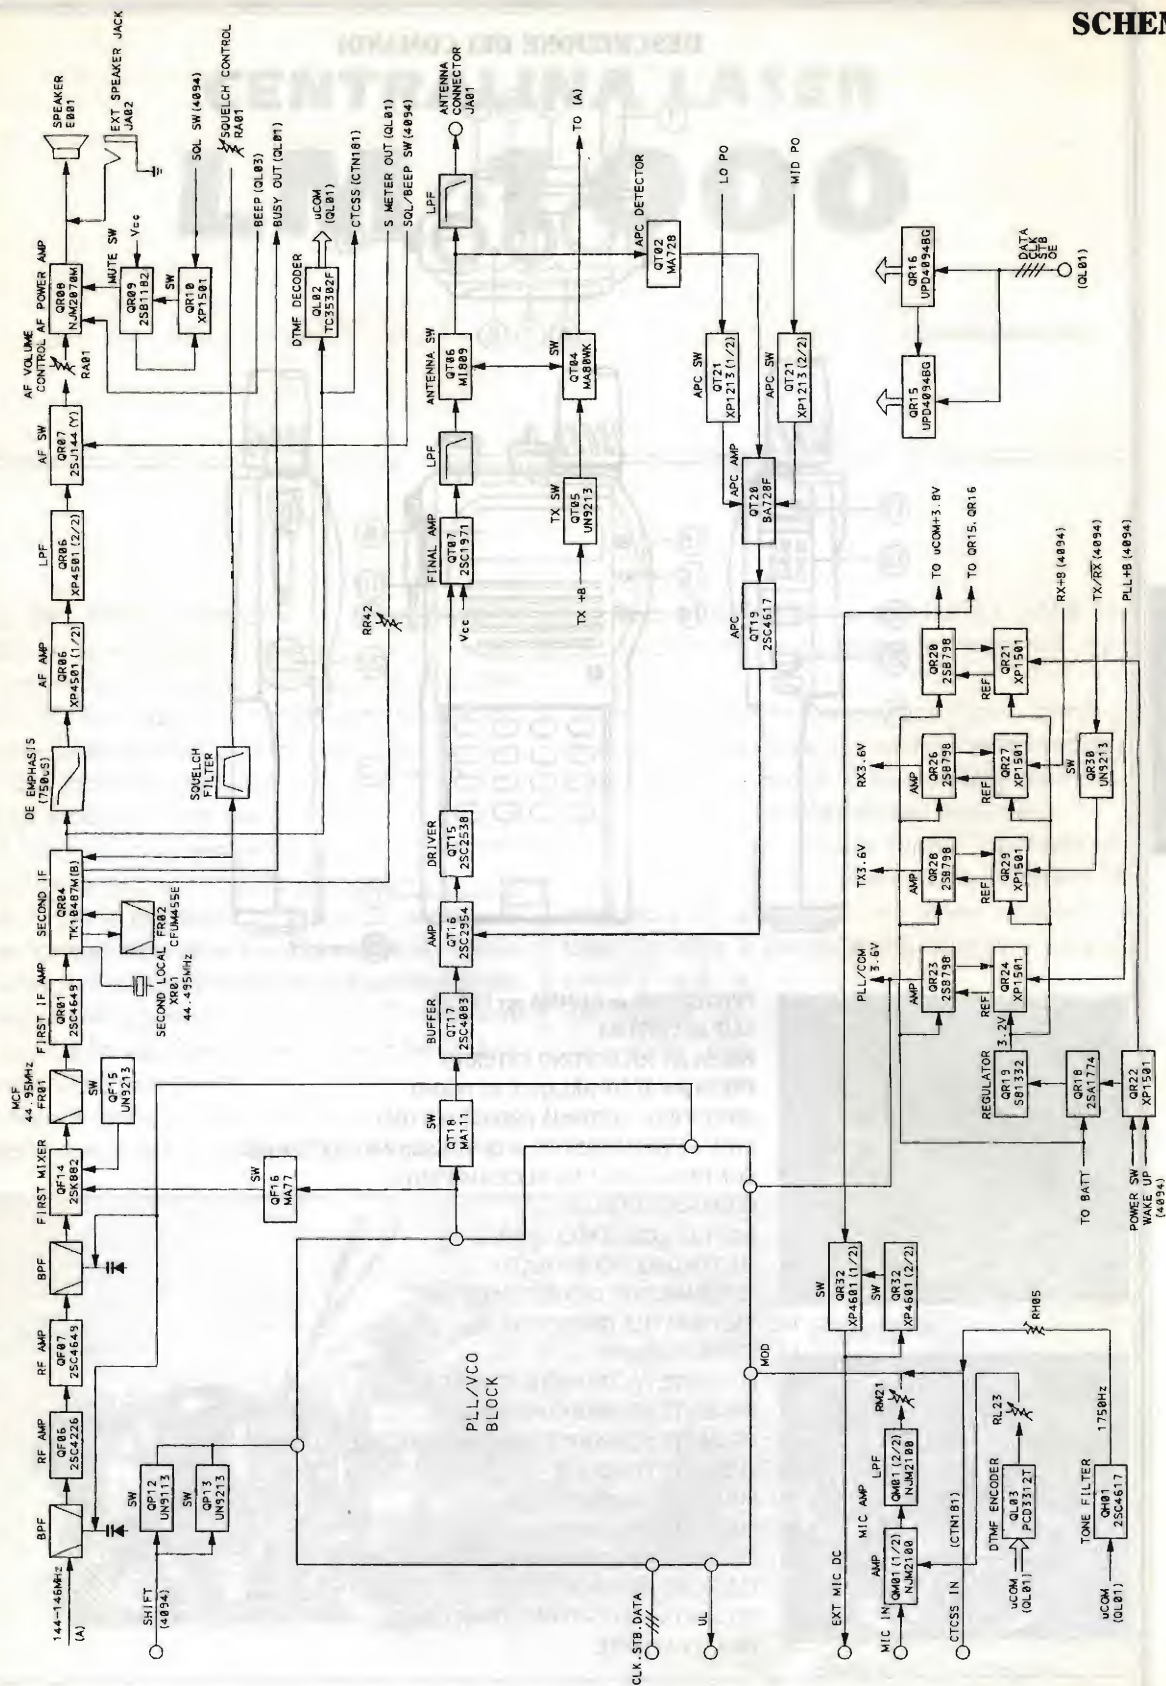 SCHEM
144-146MHz
(A)
BPF
RF AMP
QF06
2SC4226
RF AMP
QF07
2SC4649
BPF
FIRST MIXER
QF14
2SK882
MCF
44.95MHz
FR01
SW
QF15
UN9213
FIRST IF AMP
QR01
2SC4649
SECOND IF
QR04
TK10487M(B)
SECOND LOCAL
XR01
44.495MHz
FR02
CFUM455E
DE EMPHASIS
(750uS)
AF AMP
QR06
XP4501(1/2)
LPF
QR06
XP4501(2/2)
AF SW
QR07
2SJ144(Y)
AF VOLUME
CONTROL
RA01
AF POWER AMP
QR08
NJM2070M
SPEAKER
E001
EXT SPEAKER JACK
JA02
MUTE SW
QR09
2SB1182
Vcc
SW
QR10
XP1501
SQL SW(4094)
SQUELCH CONTROL
RA01
SQUELCH
FILTER
BEEP(QL03)
BUSY OUT(QL01)
DTMF DECODER
QL02
TC35302F
uCOM
(QL01)
CTCSS(CTN181)
RR42
S METER OUT(QL01)
SQL/BEEP SW(4094)
SHIFT
(4094)
SW
QP12
UN9113
SW
QP13
UN9213
SW
QF16
MA77
PLL/VCO
BLOCK
MOD
CLK.STB.DATA
UL
SW
QT18
MA111
BUFFER
QT17
2SC4083
AMP
QT16
2SC2954
DRIVER
QT15
2SC2538
FINAL AMP
QT07
2SC1971
Vcc
LPF
ANTENNA SW
QT06
MI809
LPF
ANTENNA
CONNECTOR
JA01
TX +B
TX SW
QT05
UN9213
SW
QT04
MA80WK
TO (A)
APC DETECTOR
QT02
MA728
APC
QT19
2SC4617
APC AMP
QT20
BA728F
APC SW
QT21
XP1213(1/2)
LO PO
APC SW
QT21
XP1213(2/2)
MID PO
QR15
UPD4094BG
QR16
UPD4094BG
DATA
CLK
STB
OE
(QL01)
EXT MIC DC
SW
QR32
XP4601(1/2)
SW
QR32
XP4601(2/2)
MIC IN
AMP
QM01(1/2)
NJM2100
MIC AMP
LPF
QM01(2/2)
NJM2100
RM21
CTCSS IN
(CTN181)
uCOM
(QL01)
DTMF ENCODER
QL03
PCD3312T
RL23
uCOM
(QL01)
TONE FILTER
QH01
2SC4617
1750Hz
RH05
TO BATT
POWER SW
WAKE UP
(4094)
QR22
XP1501
QR18
2SA1774
REGULATOR
QR19
S81332
3.2V
PLL/COM
3.6V
AMP
QR23
2SB798
REF
QR24
XP1501
TX3.6V
AMP
QR28
2SB798
REF
QR29
XP1501
RX3.6V
AMP
QR26
2SB798
REF
QR27
XP1501
SW
QR30
UN9213
QR20
2SB798
REF
QR21
XP1501
TO uCOM+3.8V
TO QR15.QR16
RX+B(4094)
TX/RX(4094)
PLL+B(4094)